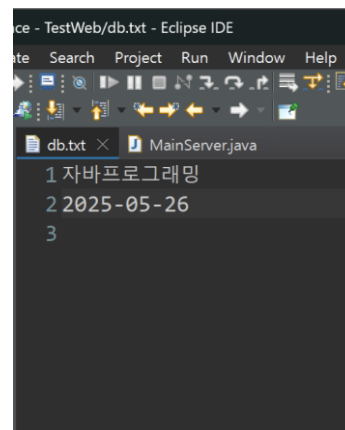 ce - TestWeb/db.txt - Eclipse IDE
ate Search Project Run Window Help
db.txt MainServer.java
1 자바프로그래밍
2 2025-05-26
3